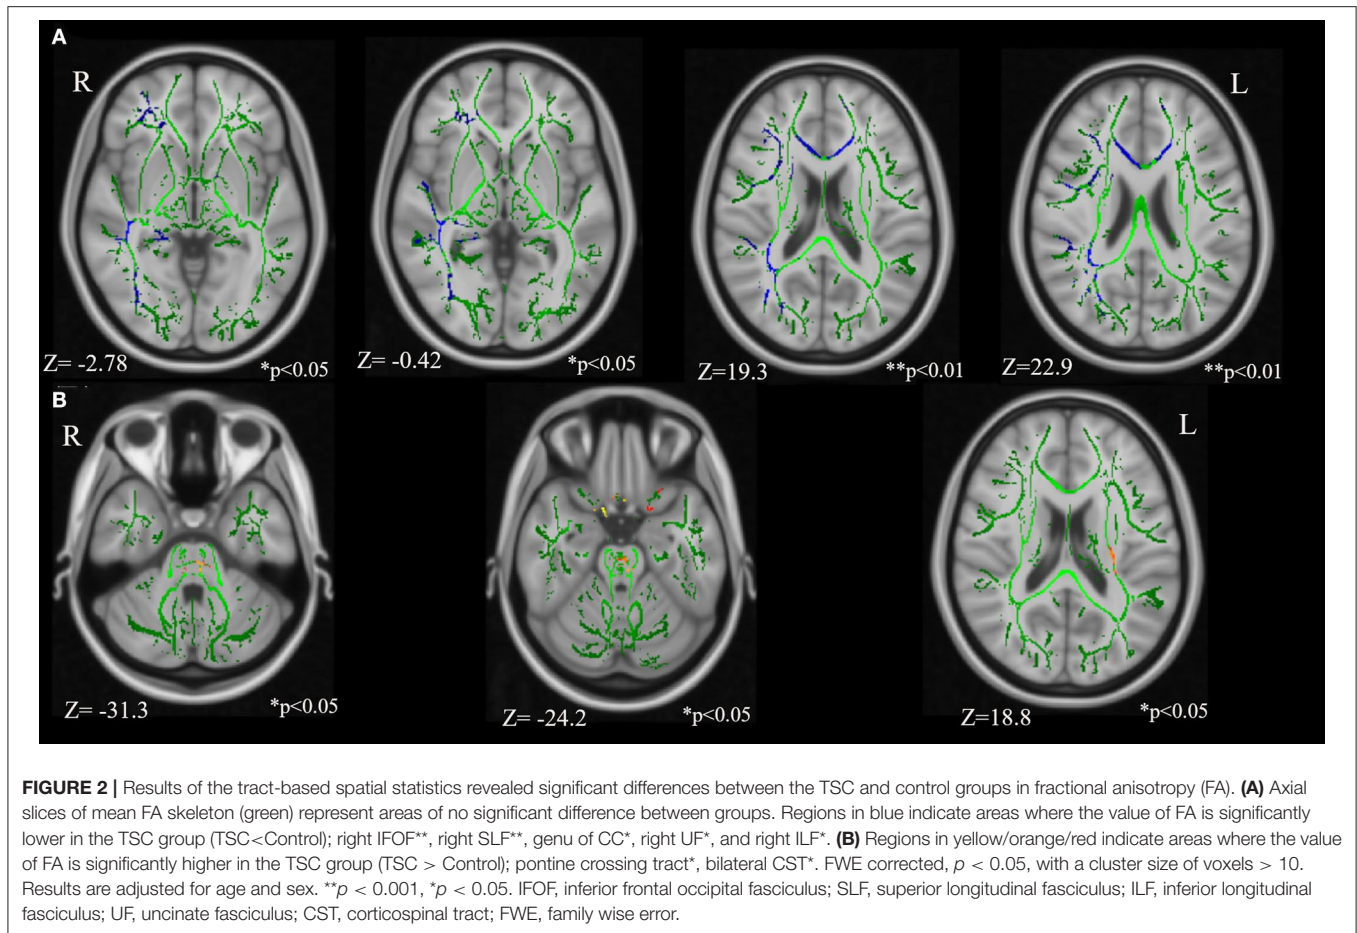 A
R
L
Z= -2.78
*p<0.05
Z= -0.42
*p<0.05
Z=19.3
**p<0.01
Z=22.9
**p<0.01
B
R
L
Z= -31.3
*p<0.05
Z= -24.2
*p<0.05
Z=18.8
*p<0.05
FIGURE 2 | Results of the tract-based spatial statistics revealed significant differences between the TSC and control groups in fractional anisotropy (FA). (A) Axial
slices of mean FA skeleton (green) represent areas of no significant difference between groups. Regions in blue indicate areas where the value of FA is significantly
lower in the TSC group (TSC<Control); right IFOF**, right SLF**, genu of CC*, right UF*, and right ILF*. (B) Regions in yellow/orange/red indicate areas where the value
of FA is significantly higher in the TSC group (TSC > Control); pontine crossing tract*, bilateral CST*. FWE corrected, p < 0.05, with a cluster size of voxels > 10.
Results are adjusted for age and sex. **p < 0.001, *p < 0.05. IFOF, inferior frontal occipital fasciculus; SLF, superior longitudinal fasciculus; ILF, inferior longitudinal
fasciculus; UF, uncinate fasciculus; CST, corticospinal tract; FWE, family wise error.